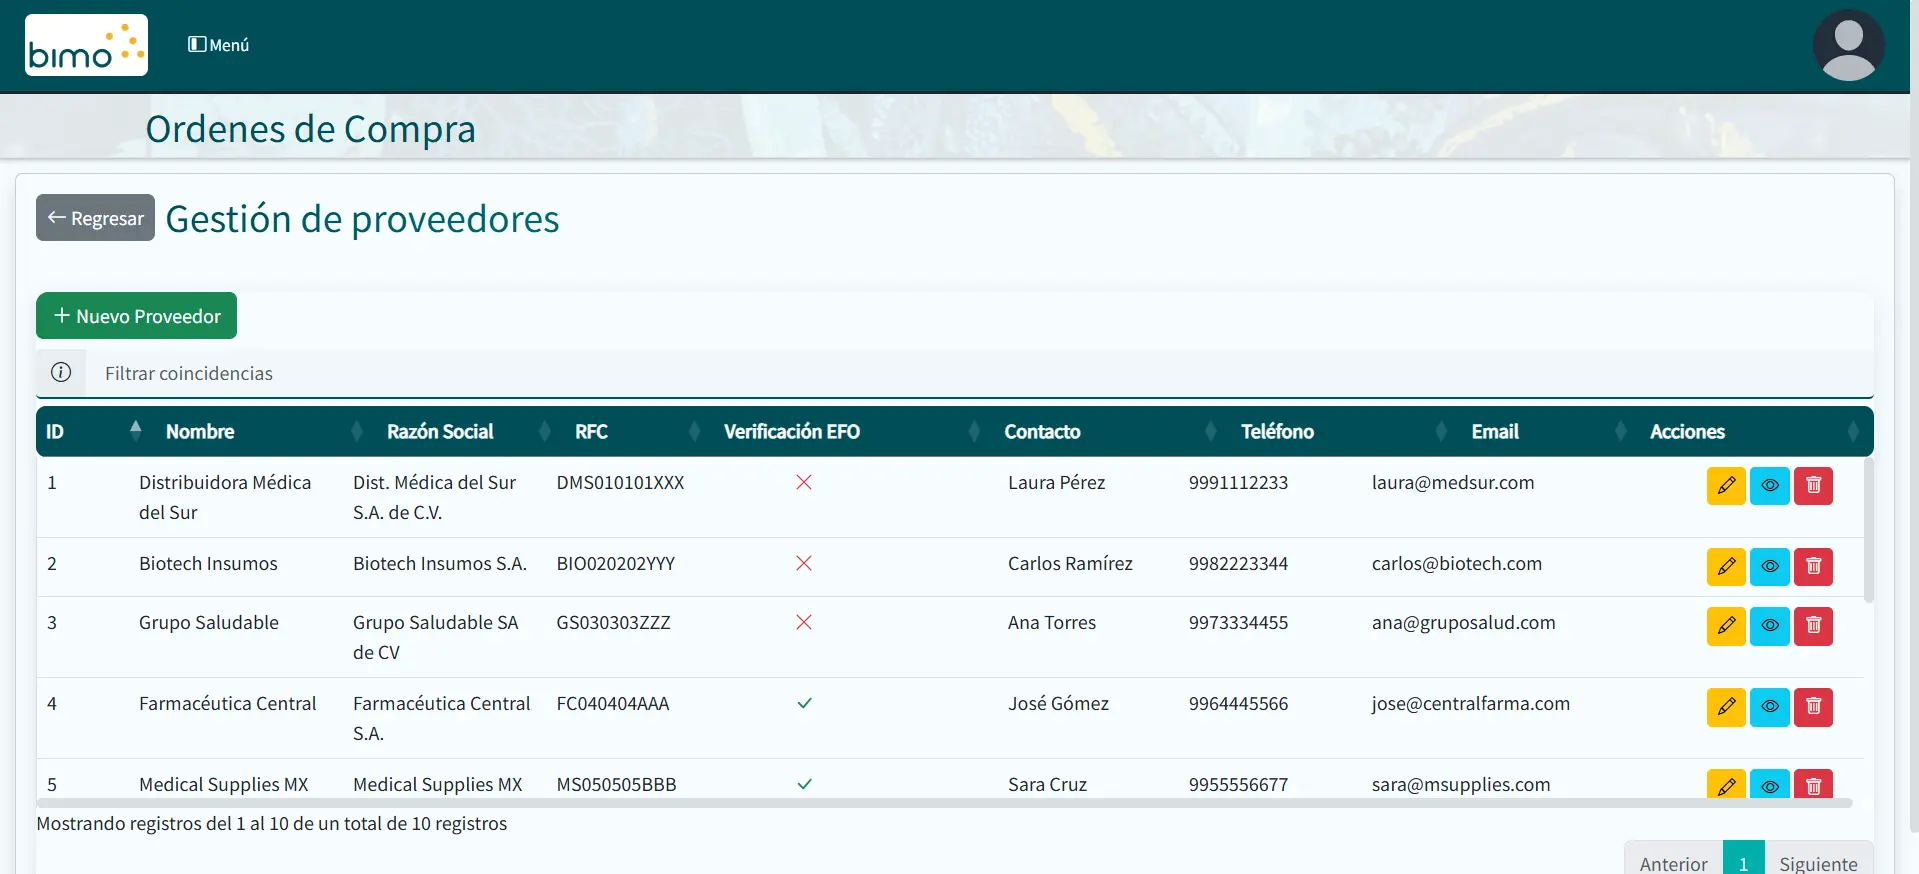 bimo
Menú
Ordenes de Compra
Regresar
Gestión de proveedores
Nuevo Proveedor
Filtrar coincidencias
ID Nombre Razón Social RFC Verificación EFO Contacto Teléfono Email Acciones
1 Distribuidora Médica Dist. Médica del Sur DMS010101XXX Laura Pérez 9991112233 laura@medsur.com
del Sur S.A. de C.V.
2 Biotech Insumos Biotech Insumos S.A. BIO020202YYY Carlos Ramírez 9982223344 carlos@biotech.com
3 Grupo Saludable Grupo Saludable SA GS030303ZZZ Ana Torres 9973334455 ana@gruposalud.com
de CV
4 Farmacéutica Central Farmacéutica Central FC040404AAA José Gómez 9964445566 jose@centralfarma.com
S.A.
5 Medical Supplies MX Medical Supplies MX MS050505BBB Sara Cruz 9955556677 sara@msupplies.com
Mostrando registros del 1 al 10 de un total de 10 registros
Anterior 1 Siguiente